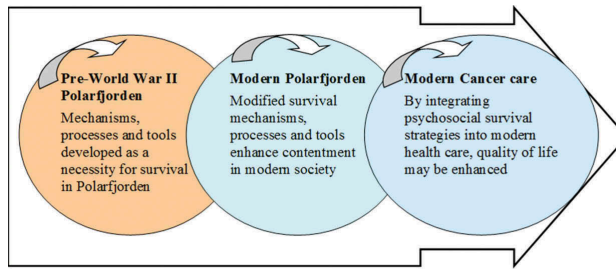 Pre-World War II
Polarfjorden
Mechanisms,
processes and tools
developed as a
necessity for survival
in Polarfjorden
Modern Polarfjorden
Modified survival
mechanisms,
processes and tools
enhance contentment
in modern society
Modern Cancer care
By integrating
psychosocial survival
strategies into modern
health care, quality of life
may be enhanced